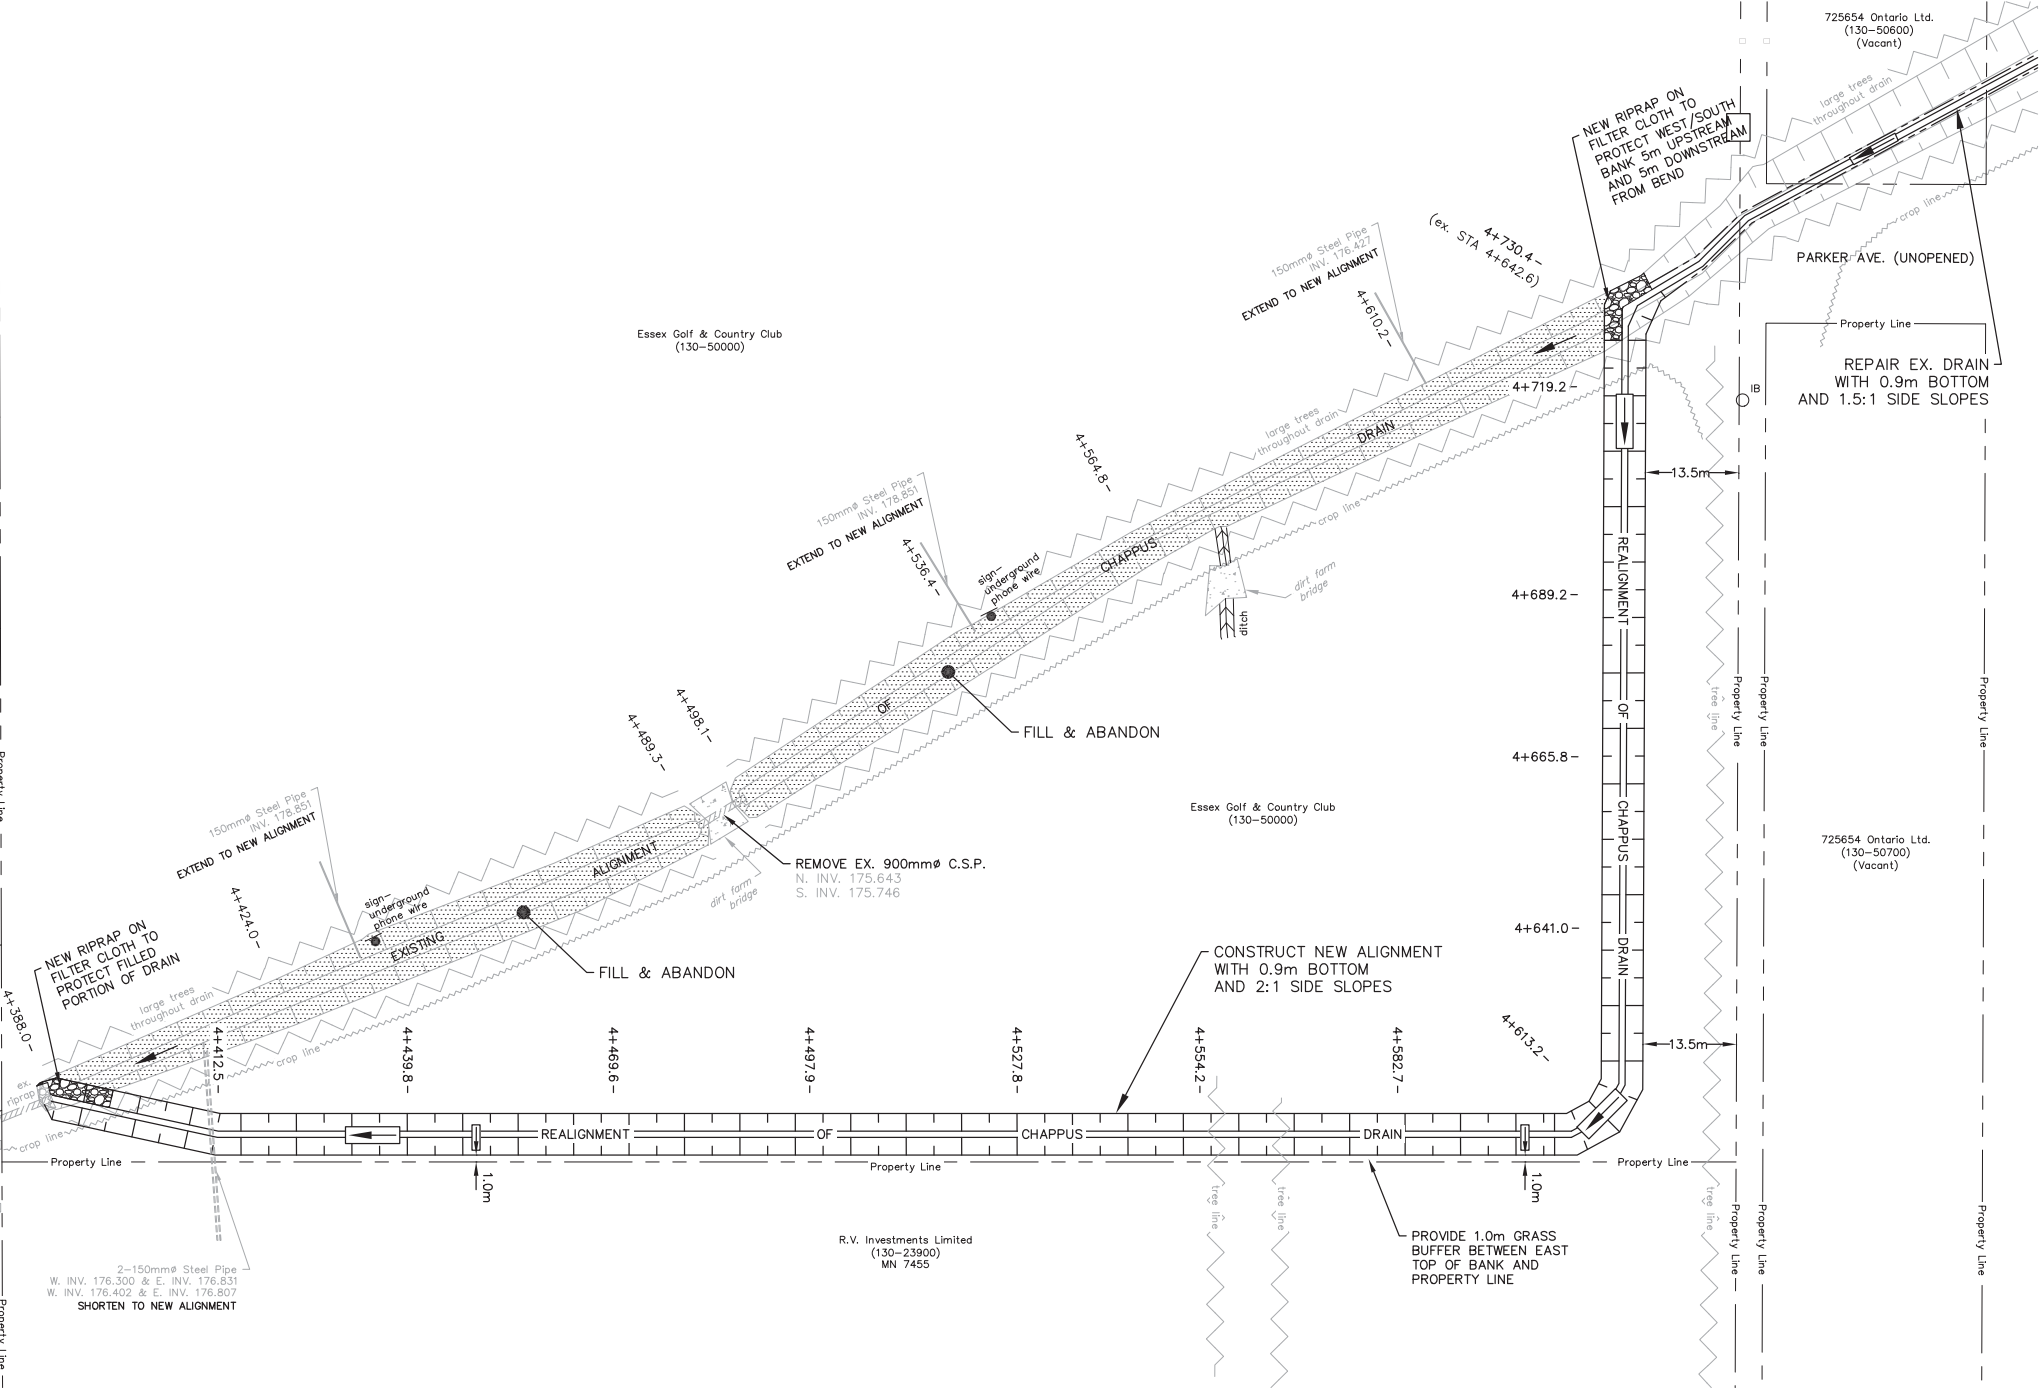 725654 Ontario Ltd.
(130-50600)
(Vacant)
large trees
throughout drain
NEW RIPRAP ON
FILTER CLOTH TO
PROTECT WEST/SOUTH
BANK 5m UPSTREAM
AND 5m DOWNSTREAM
FROM BEND
crop line
PARKER AVE. (UNOPENED)
4+730.4
(ex. STA 4+642.6)
150mmø Steel Pipe
INV. 176.427
EXTEND TO NEW ALIGNMENT
4+610.2
Essex Golf & Country Club
(130-50000)
Property Line
REPAIR EX. DRAIN
WITH 0.9m BOTTOM
AND 1.5:1 SIDE SLOPES
IB
4+719.2
large trees
throughout drain
DRAIN
4+564.8
13.5m
150mmø Steel Pipe
INV. 178.851
EXTEND TO NEW ALIGNMENT
4+536.4
crop line
CHAPPUS
sign-
underground
phone wire
dirt farm
bridge
ditch
REALIGNMENT
4+689.2
OF
FILL & ABANDON
4+498.1
4+489.3
OF
tree line
Property Line
Property Line
Property Line
Property Line
4+665.8
150mmø Steel Pipe
INV. 178.851
EXTEND TO NEW ALIGNMENT
Essex Golf & Country Club
(130-50000)
CHAPPUS
725654 Ontario Ltd.
(130-50700)
(Vacant)
ALIGNMENT
REMOVE EX. 900mmø C.S.P.
N. INV. 175.643
S. INV. 175.746
dirt farm
bridge
4+424.0
sign-
underground
phone wire
EXISTING
FILL & ABANDON
NEW RIPRAP ON
FILTER CLOTH TO
PROTECT FILLED
PORTION OF DRAIN
4+641.0
DRAIN
CONSTRUCT NEW ALIGNMENT
WITH 0.9m BOTTOM
AND 2:1 SIDE SLOPES
4+388.0
large trees
throughout drain
crop line
4+412.5
4+439.8
4+469.6
4+497.9
4+527.8
4+554.2
4+582.7
4+613.2
13.5m
ex.
riprap
crop line
REALIGNMENT
OF
CHAPPUS
DRAIN
Property Line
Property Line
Property Line
1.0m
1.0m
tree line
tree line
tree line
Property Line
Property Line
Property Line
R.V. Investments Limited
(130-23900)
MN 7455
PROVIDE 1.0m GRASS
BUFFER BETWEEN EAST
TOP OF BANK AND
PROPERTY LINE
2-150mmø Steel Pipe
W. INV. 176.300 & E. INV. 176.831
W. INV. 176.402 & E. INV. 176.807
SHORTEN TO NEW ALIGNMENT
Property Line